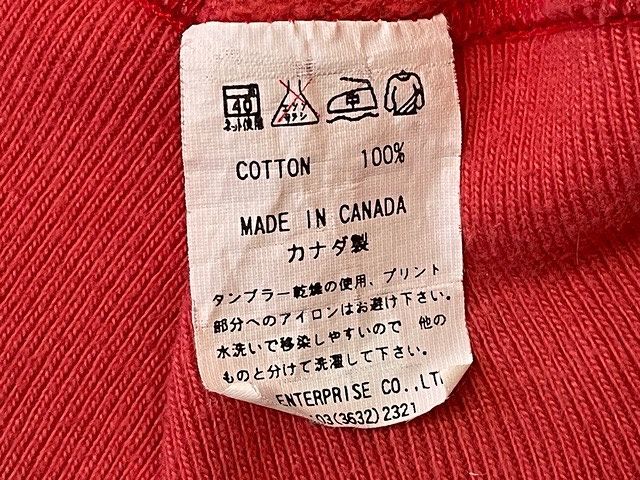 40
ネット使用
エンソ
サラシ
中
COTTON 100%
MADE IN CANADA
カナダ製
タンブラー乾燥の使用、プリント
部分へのアイロンはお避け下さい。
水洗いで移染しやすいので 他の
ものと分けて洗濯して下さい。
ENTERPRISE CO.,LT
03(3632)2321